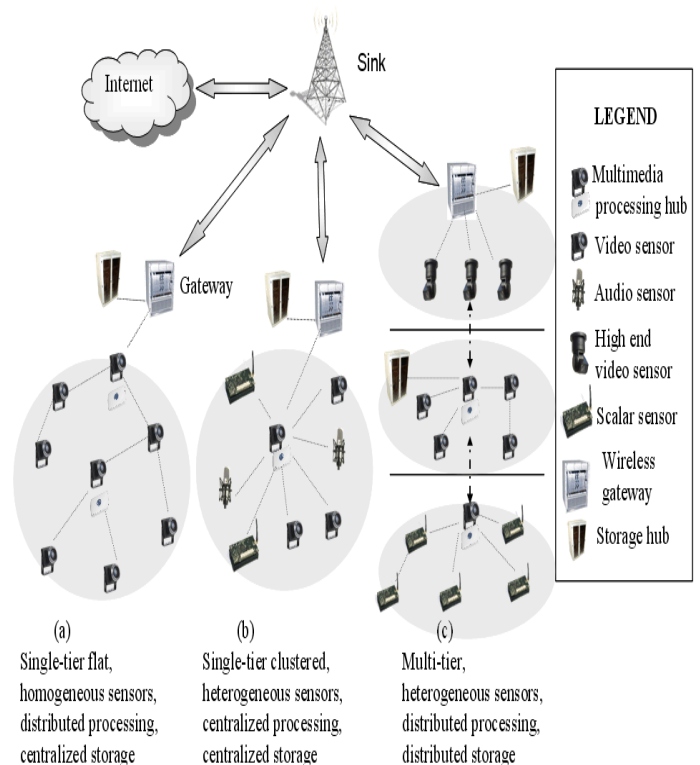 Internet
Sink
Gateway
LEGEND
Multimedia
processing hub
Video sensor
Audio sensor
High end
video sensor
Scalar sensor
Wireless
gateway
Storage hub
(a)
Single-tier flat,
homogeneous sensors,
distributed processing,
centralized storage
(b)
Single-tier clustered,
heterogeneous sensors,
centralized processing,
centralized storage
(c)
Multi-tier,
heterogeneous sensors,
distributed processing,
distributed storage